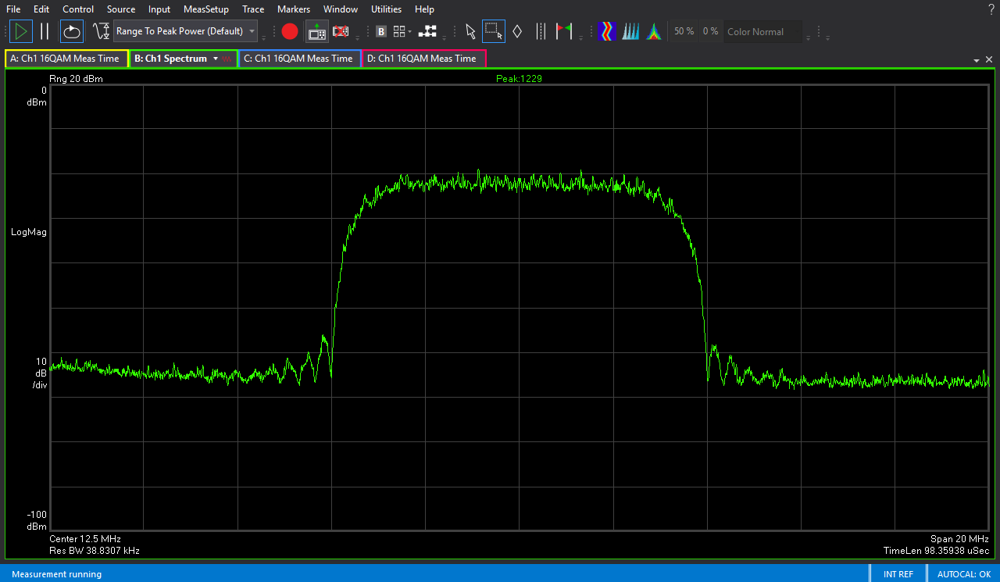 File Edit Control Source Input MeasSetup Trace Markers Window Utilities Help ?
Range To Peak Power (Default) B 50 % 0 % Color Normal
A: Ch1 16QAM Meas Time B: Ch1 Spectrum C: Ch1 16QAM Meas Time D: Ch1 16QAM Meas Time
Rng 20 dBm Peak:1229
0
dBm
LogMag
10
dB
/div
-100
dBm
Center 12.5 MHz Span 20 MHz
Res BW 38.8307 kHz TimeLen 98.35938 uSec
Measurement running INT REF AUTOCAL: OK